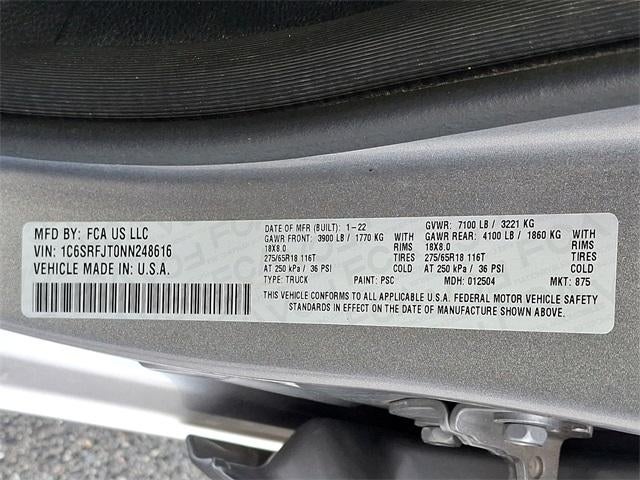 MFD BY: FCA US LLC
VIN: 1C6SRFJT0NN248616
VEHICLE MADE IN U.S.A.
DATE OF MFR (BUILT): 1-22 GVWR: 7100 LB / 3221 KG
GAWR FRONT: 3900 LB / 1770 KG WITH GAWR REAR: 4100 LB / 1860 KG WITH
18X8.0 RIMS 18X8.0 RIMS
275/65R18 116T TIRES 275/65R18 116T TIRES
AT 250 kPa / 36 PSI COLD AT 250 kPa / 36 PSI COLD
TYPE: TRUCK PAINT: PSC MDH: 012504 MKT: 875
THIS VEHICLE CONFORMS TO ALL APPLICABLE U.S.A. FEDERAL MOTOR VEHICLE SAFETY
STANDARDS IN EFFECT ON THE DATE OF MANUFACTURE SHOWN ABOVE.